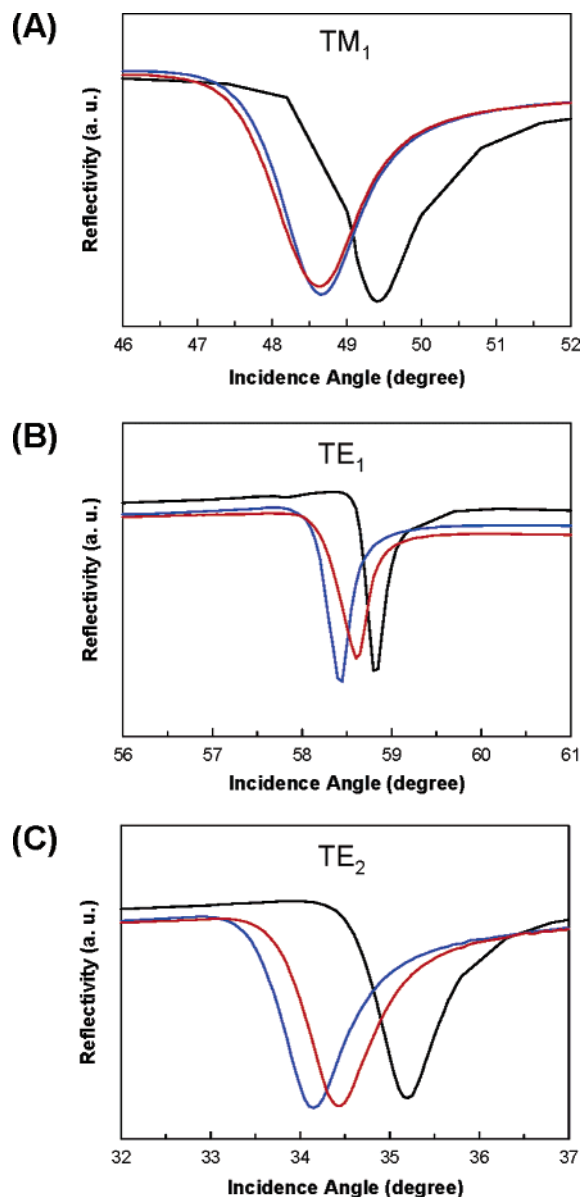 (A)
TM₁
Reflectivity (a. u.)
46 47 48 49 50 51 52
Incidence Angle (degree)
(B)
TE₁
Reflectivity (a. u.)
56 57 58 59 60 61
Incidence Angle (degree)
(C)
TE₂
Reflectivity (a. u.)
32 33 34 35 36 37
Incidence Angle (degree)